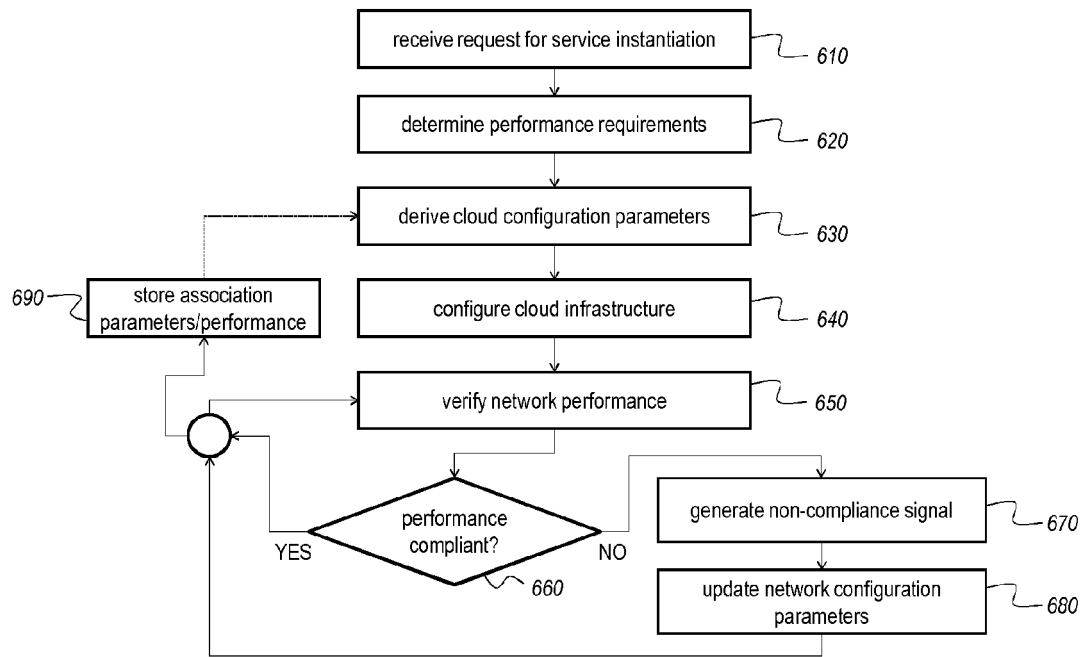 receive request for service instantiation
610
determine performance requirements
620
derive cloud configuration parameters
630
690
store association
parameters/performance
configure cloud infrastructure
640
verify network performance
650
performance
compliant?
YES
NO
660
generate non-compliance signal
670
update network configuration
parameters
680